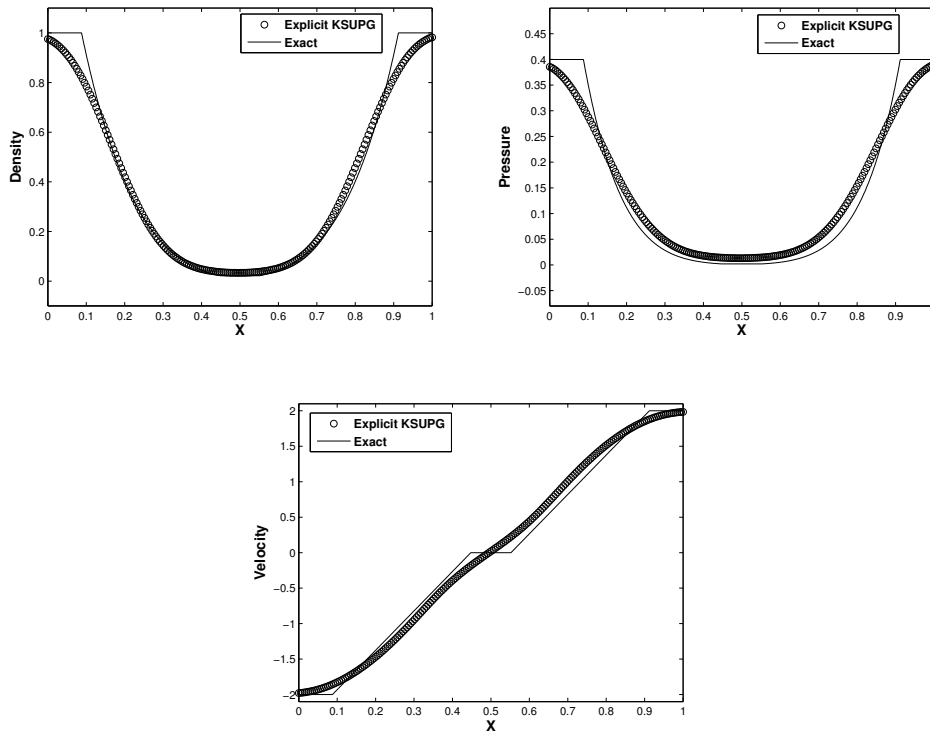 Explicit KSUPG
Exact
1
0.8
0.6
0.4
0.2
0
Density
0 0.1 0.2 0.3 0.4 0.5 0.6 0.7 0.8 0.9 1
X
Explicit KSUPG
Exact
0.45
0.4
0.35
0.3
0.25
0.2
0.15
0.1
0.05
0
−0.05
Pressure
0 0.1 0.2 0.3 0.4 0.5 0.6 0.7 0.8 0.9
X
Explicit KSUPG
Exact
2
1.5
1
0.5
0
−0.5
−1
−1.5
−2
Velocity
0 0.1 0.2 0.3 0.4 0.5 0.6 0.7 0.8 0.9 1
X